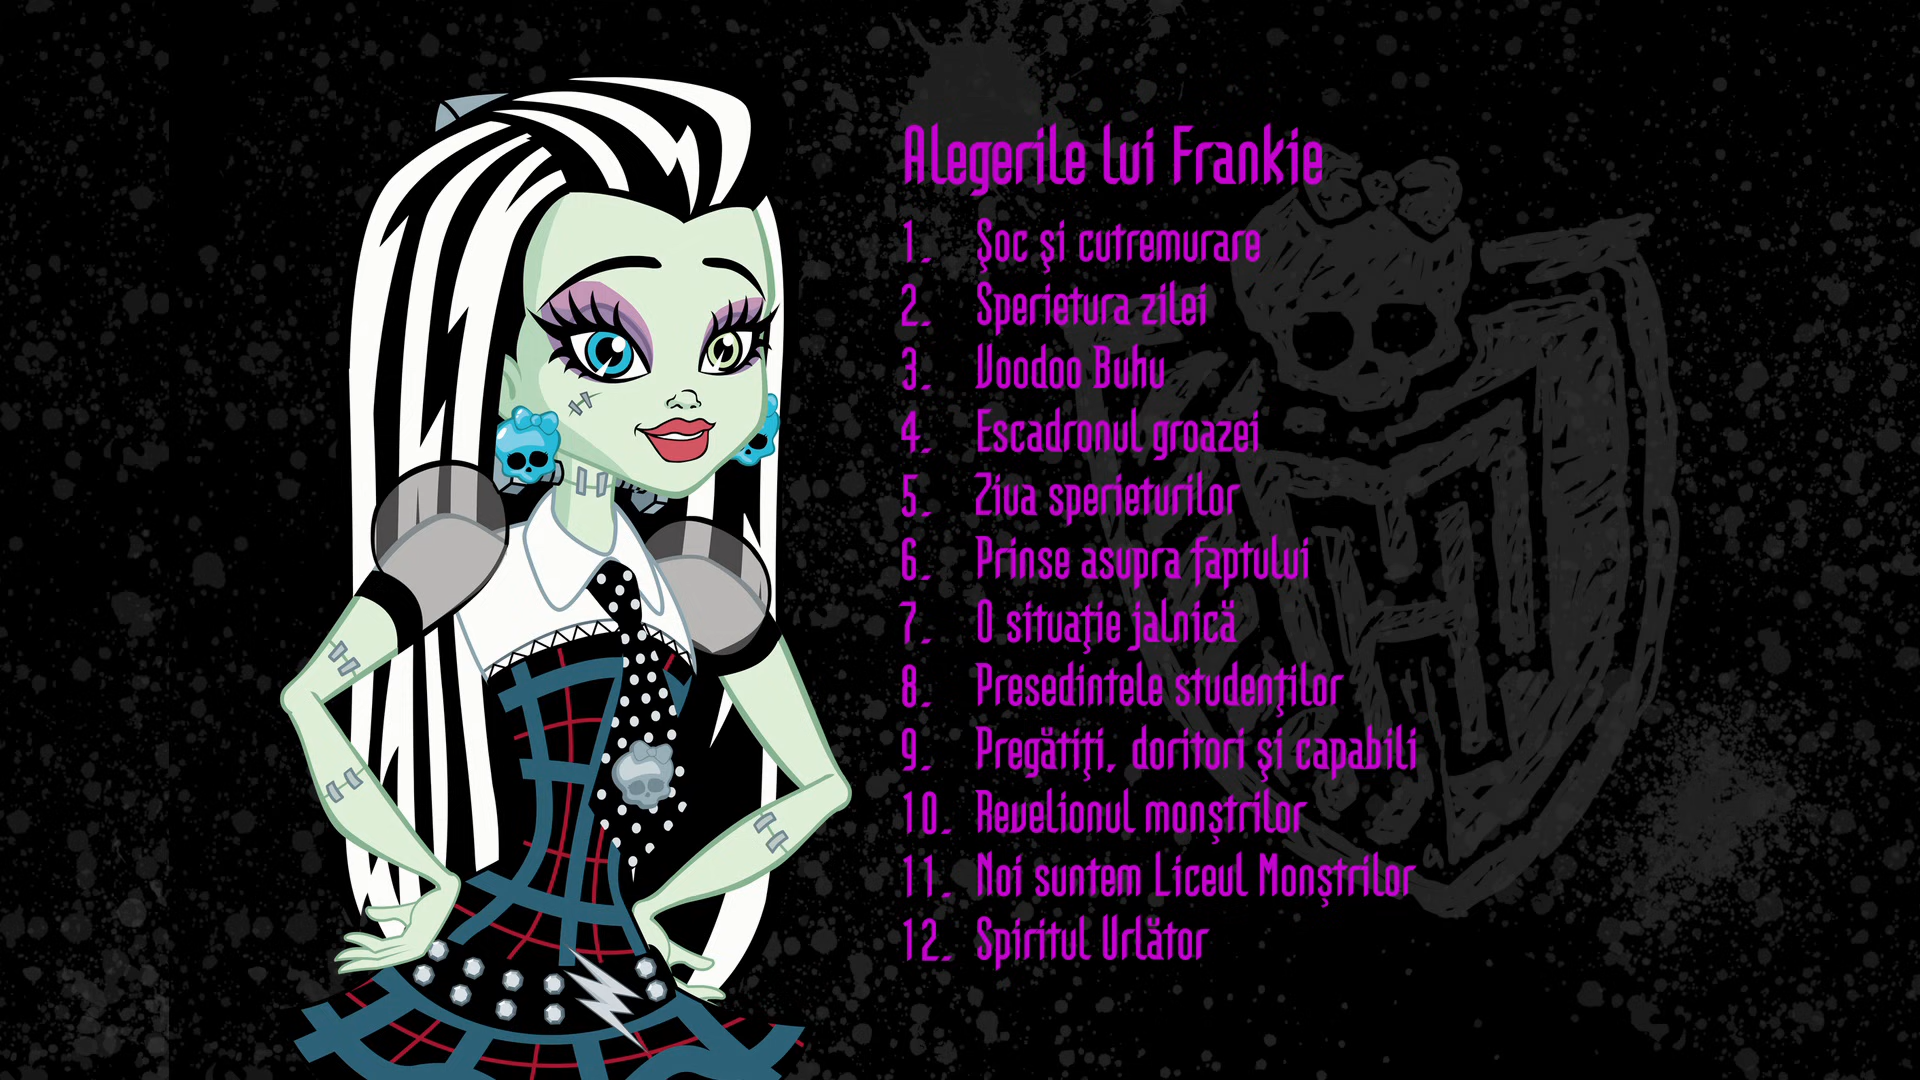 Alegerile lui Frankie
1. Şoc şi cutremurare
2. Sperietura zilei
3. Voodoo Buhu
4. Escadronul groazei
5. Ziua sperieturilor
6. Prinse asupra faptului
7. O situaţie jalnică
8. Presedintele studenţilor
9. Pregătiţi, doritori şi capabili
10. Revelionul monştrilor
11. Noi suntem Liceul Monştrilor
12. Spiritul Urlător